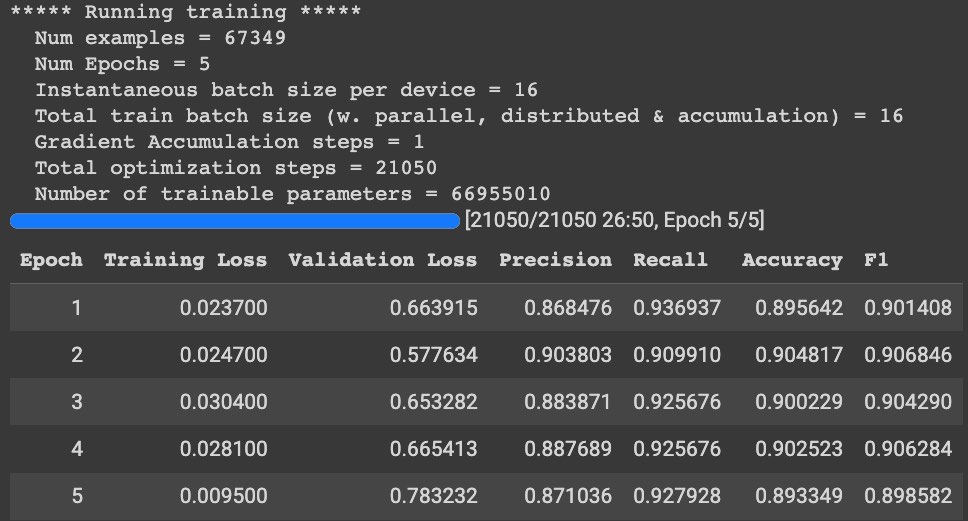 ***** Running training *****
Num examples = 67349
Num Epochs = 5
Instantaneous batch size per device = 16
Total train batch size (w. parallel, distributed & accumulation) = 16
Gradient Accumulation steps = 1
Total optimization steps = 21050
Number of trainable parameters = 66955010
[21050/21050 26:50, Epoch 5/5]
Epoch Training Loss Validation Loss Precision Recall Accuracy F1
1 0.023700 0.663915 0.868476 0.936937 0.895642 0.901408
2 0.024700 0.577634 0.903803 0.909910 0.904817 0.906846
3 0.030400 0.653282 0.883871 0.925676 0.900229 0.904290
4 0.028100 0.665413 0.887689 0.925676 0.902523 0.906284
5 0.009500 0.783232 0.871036 0.927928 0.893349 0.898582